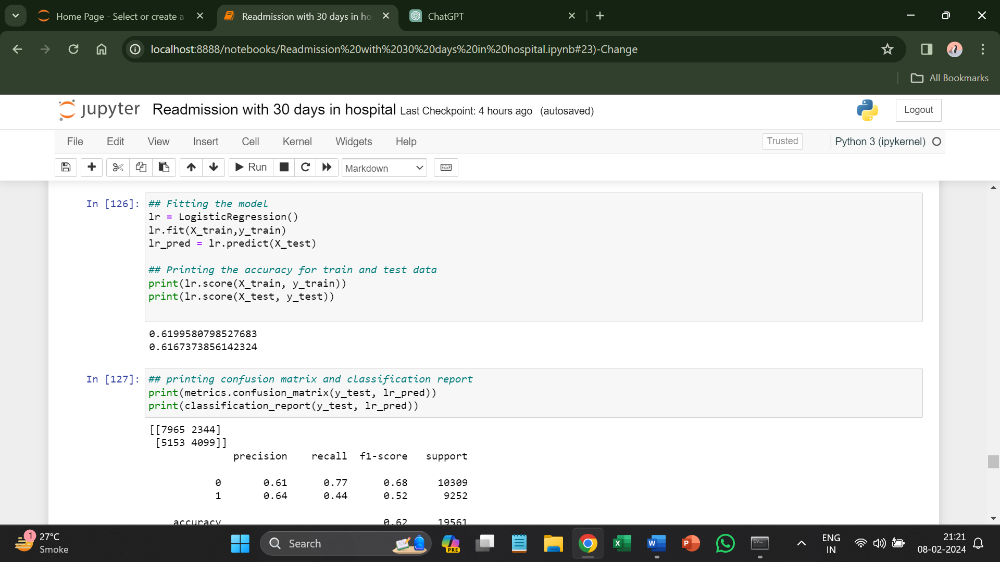 Home Page - Select or create a
Readmission with 30 days in ho
ChatGPT
localhost:8888/notebooks/Readmission%20with%2030%20days%20in%20hospital.ipynb#23)-Change
All Bookmarks
jupyter Readmission with 30 days in hospital Last Checkpoint: 4 hours ago (autosaved)
Logout
File Edit View Insert Cell Kernel Widgets Help
Trusted
Python 3 (ipykernel)
Run
Markdown
In [126]: ## Fitting the model
lr = LogisticRegression()
lr.fit(X_train,y_train)
lr_pred = lr.predict(X_test)
## Printing the accuracy for train and test data
print(lr.score(X_train, y_train))
print(lr.score(X_test, y_test))
0.6199580798527683
0.6167373856142324
In [127]: ## printing confusion matrix and classification report
print(metrics.confusion_matrix(y_test, lr_pred))
print(classification_report(y_test, lr_pred))
[[7965 2344]
[5153 4099]]
precision recall f1-score support
0 0.61 0.77 0.68 10309
1 0.64 0.44 0.52 9252
accuracy 0.62 19561
1
27°C
Smoke
Search
PRE
ENG
IN
21:21
08-02-2024